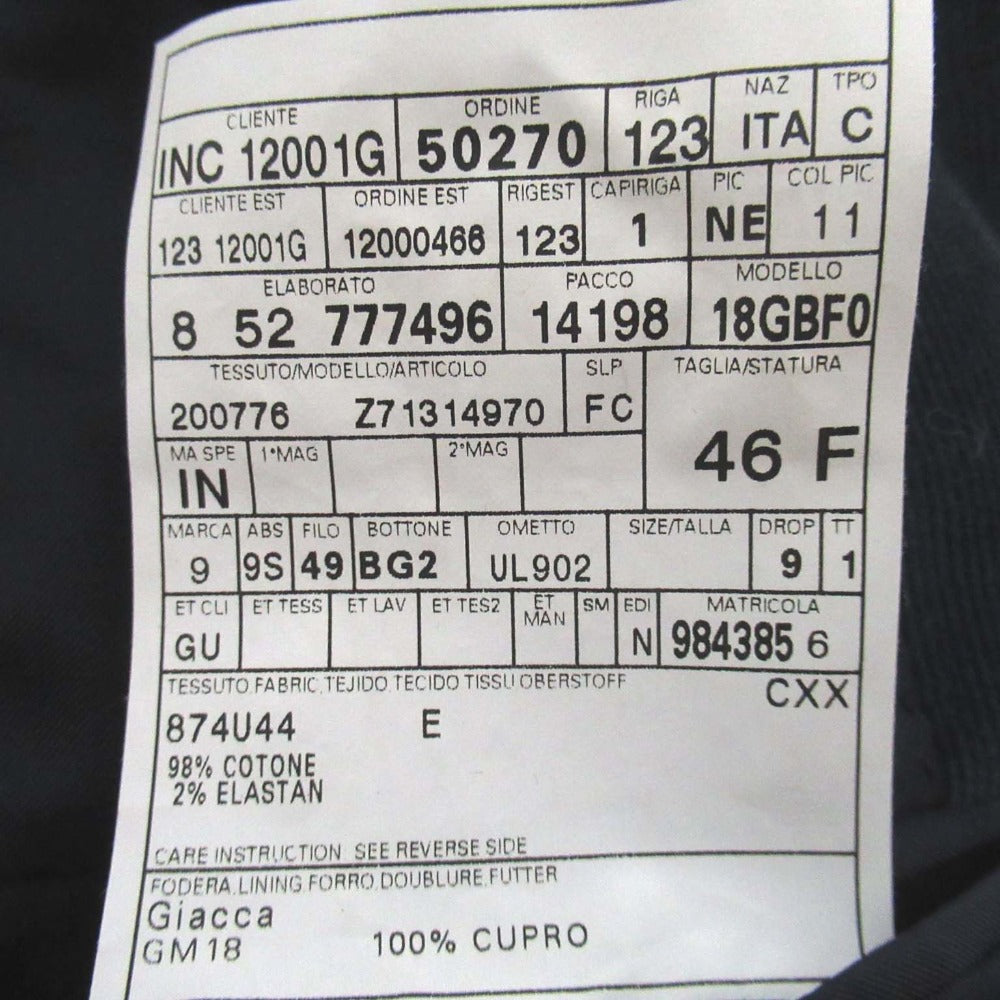 CLIENTE ORDINE RIGA NAZ TPO
INC 12001G 50270 123 ITA C
CLIENTE EST ORDINE EST RIGEST CAPIRIGA PIC COL PIC
123 12001G 12000466 123 1 NE 11
ELABORATO PACCO MODELLO
8 52 777496 14198 18GBF0
TESSUTO/MODELLO/ARTICOLO SLP TAGLIA/STATURA
200776 Z71314970 FC
46 F
MA SPE 1°MAG 2°MAG
IN
MARCA ABS FILO BOTTONE OMETTO SIZE/TALLA DROP TT
9 9S 49 BG2 UL902 9 1
ET CLI ET TESS ET LAV ET TES2 ET MAN SM EDI MATRICOLA
GU N 984385 6
TESSUTO.FABRIC.TEJIDO.TECIDO.TISSU.OBERSTOFF CXX
874U44 E
98% COTONE
2% ELASTAN
CARE INSTRUCTION SEE REVERSE SIDE
FODERA.LINING.FORRO.DOUBLURE.FUTTER
Giacca
GM18 100% CUPRO